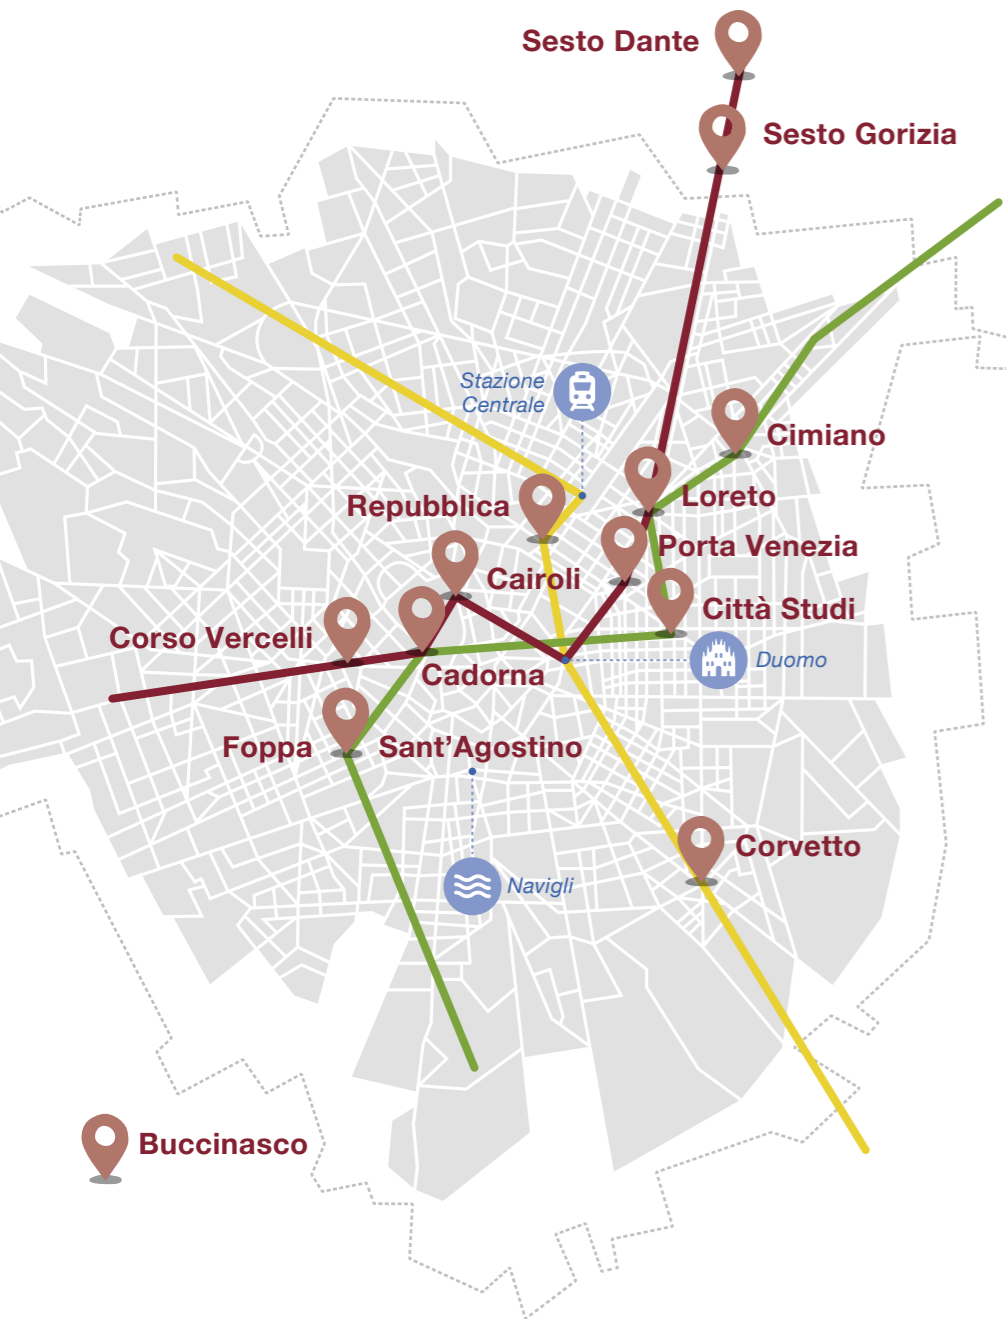 Sesto Dante
Sesto Gorizia
Stazione
Centrale
Cimiano
Loreto
Repubblica
Porta Venezia
Cairoli
Città Studi
Corso Vercelli
Duomo
Cadorna
Foppa
Sant’Agostino
Corvetto
Navigli
Buccinasco